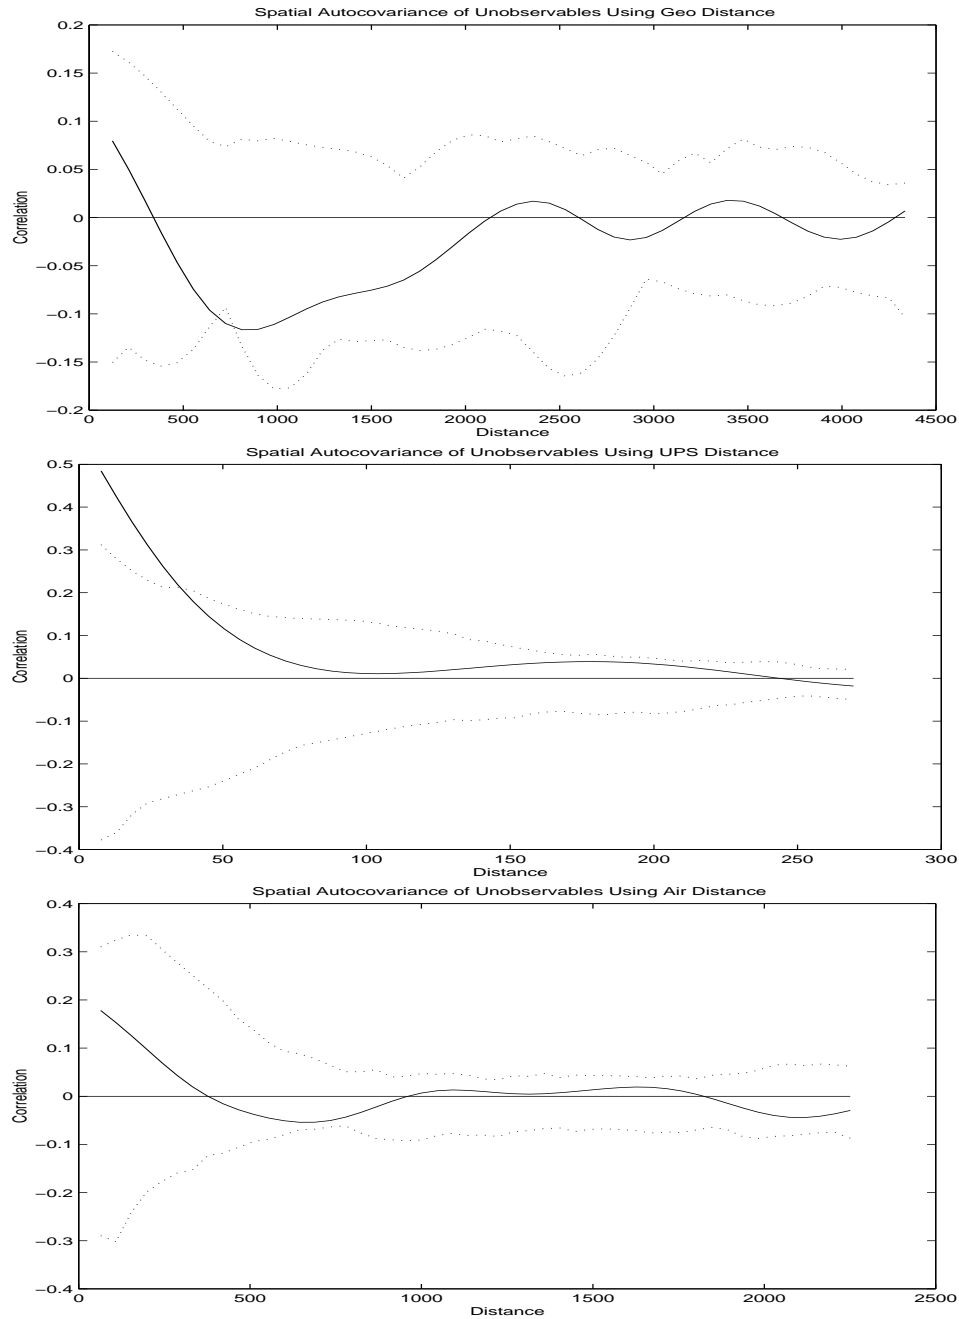 Spatial Autocovariance of Unobservables Using Geo Distance
0.2
0.15
0.1
0.05
0
−0.05
−0.1
−0.15
−0.2
Correlation
0 500 1000 1500 2000 2500 3000 3500 4000 4500
Distance
Spatial Autocovariance of Unobservables Using UPS Distance
0.5
0.4
0.3
0.2
0.1
0
−0.1
−0.2
−0.3
−0.4
Correlation
0 50 100 150 200 250 300
Distance
Spatial Autocovariance of Unobservables Using Air Distance
0.4
0.3
0.2
0.1
0
−0.1
−0.2
−0.3
−0.4
Correlation
0 500 1000 1500 2000 2500
Distance